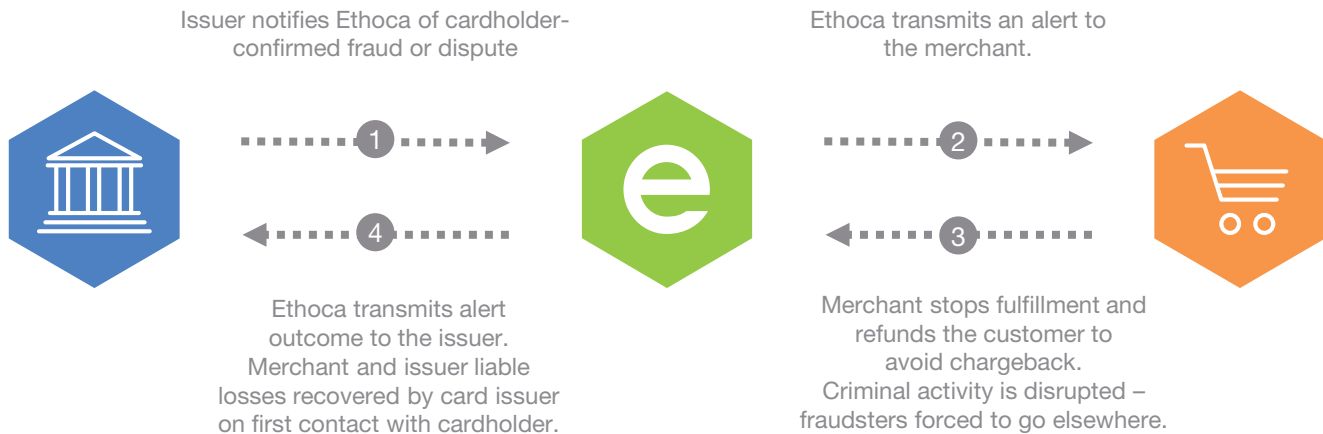 Issuer notifies Ethoca of cardholder-
confirmed fraud or dispute
Ethoca transmits an alert to
the merchant.
1
2
e
4
3
Ethoca transmits alert
outcome to the issuer.
Merchant and issuer liable
losses recovered by card issuer
on first contact with cardholder.
Merchant stops fulfillment and
refunds the customer to
avoid chargeback.
Criminal activity is disrupted –
fraudsters forced to go elsewhere.